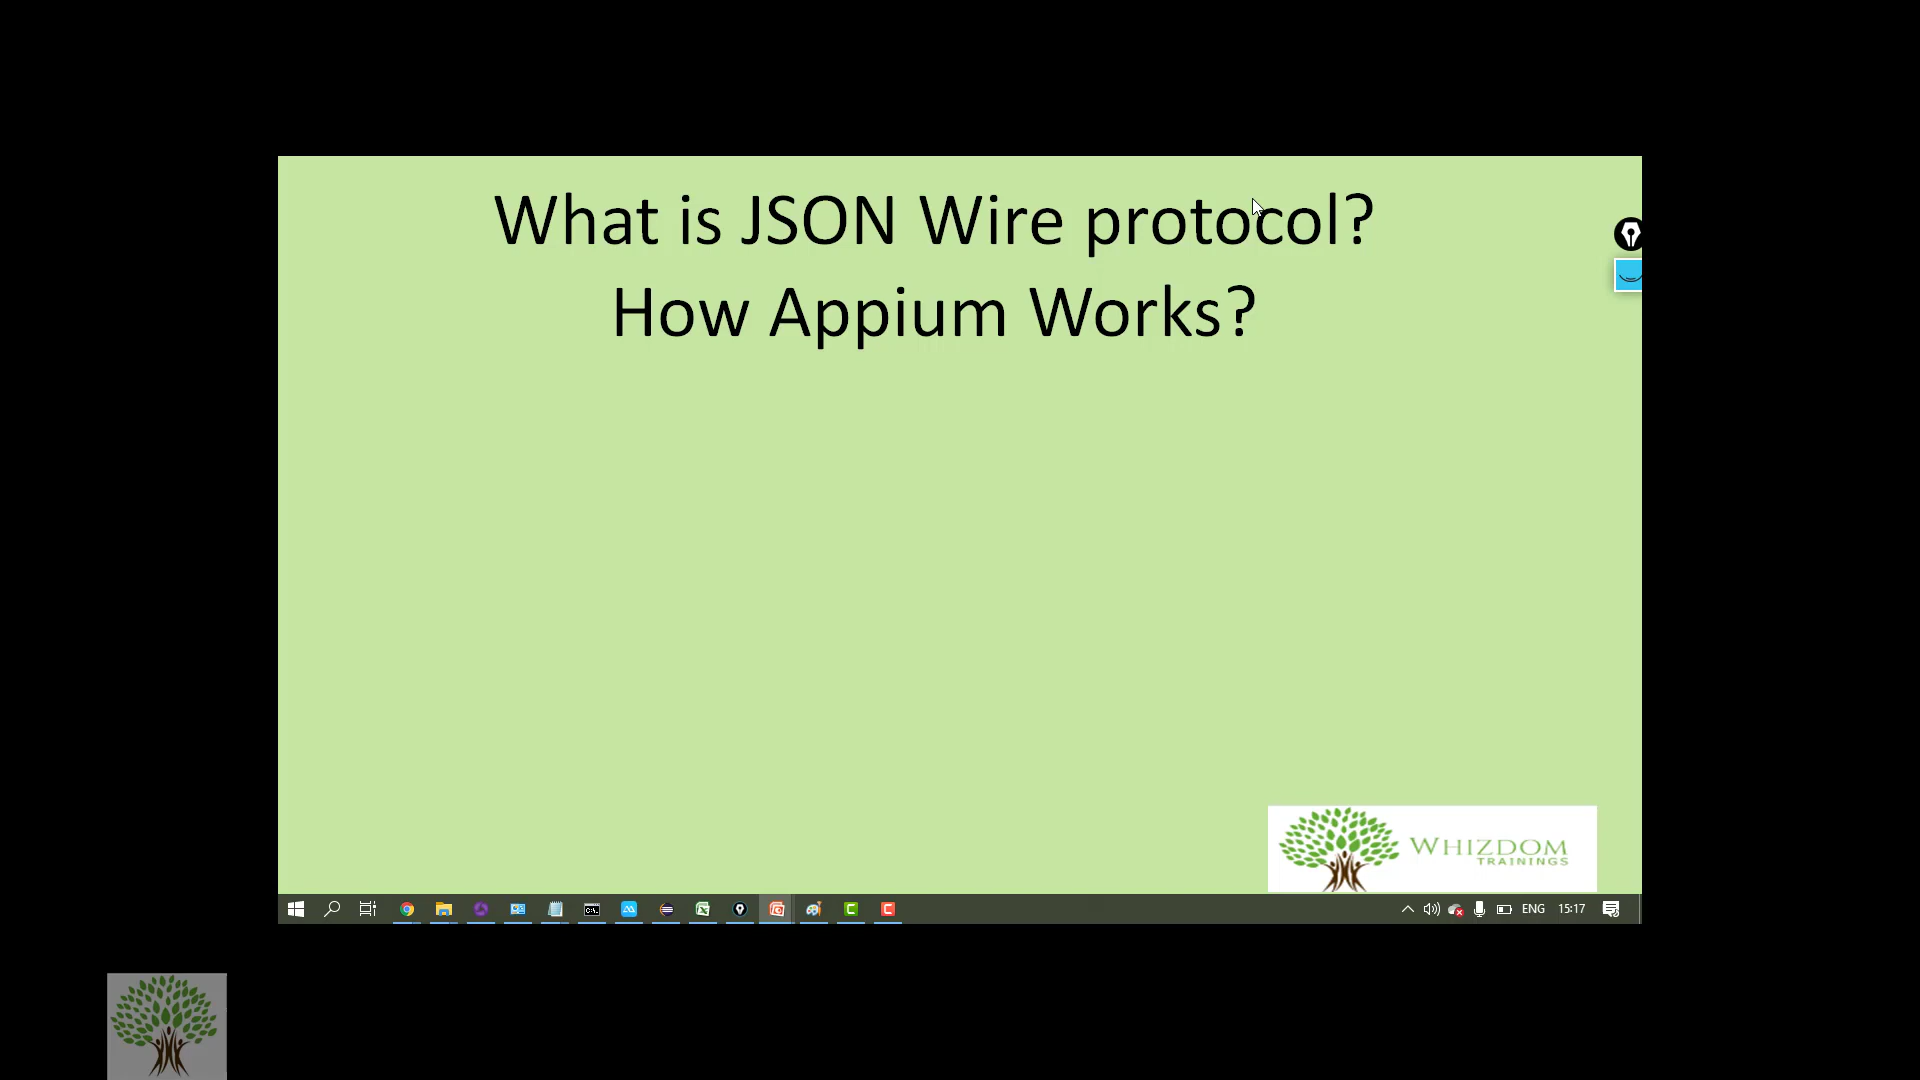 What is JSON Wire protocol?
How Appium Works?
WHIZDOM
TRAININGS
ENG
15:17